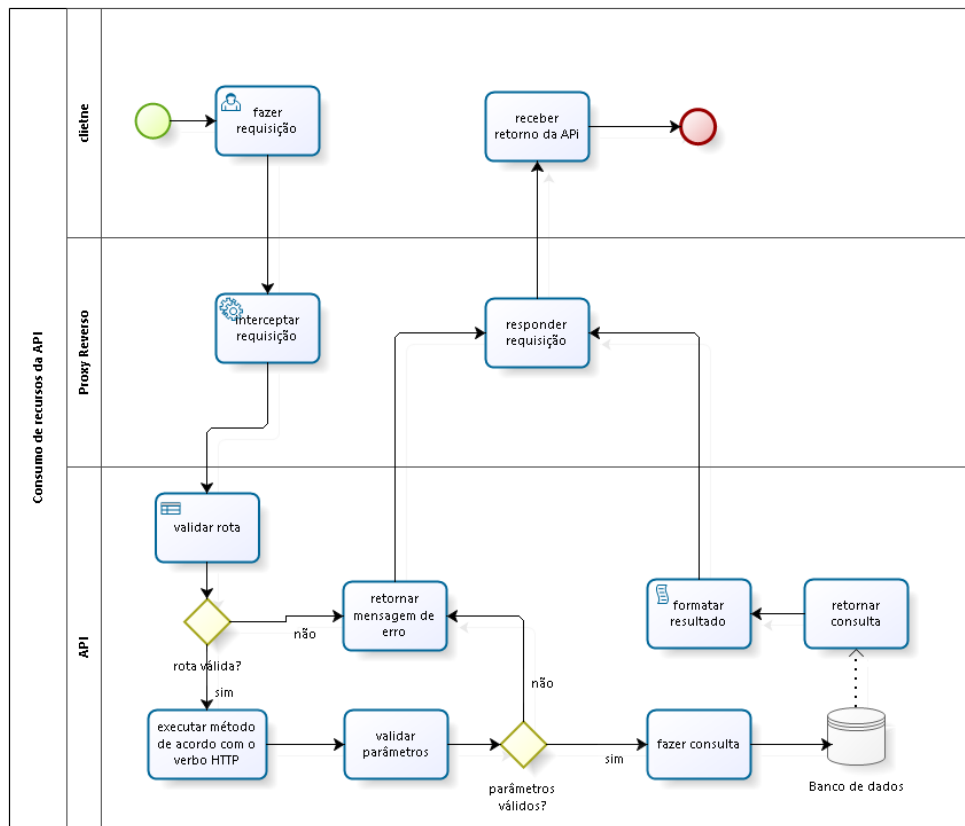 Consumo de recursos da API
clietne
fazer
requisição
receber
retorno da APi
Proxy Reverso
interceptar
requisição
responder
requisição
API
validar rota
rota válida?
não
sim
retornar
mensagem de
erro
formatar
resultado
retornar
consulta
executar método
de acordo com o
verbo HTTP
validar
parâmetros
parâmetros
válidos?
não
sim
fazer consulta
Banco de dados